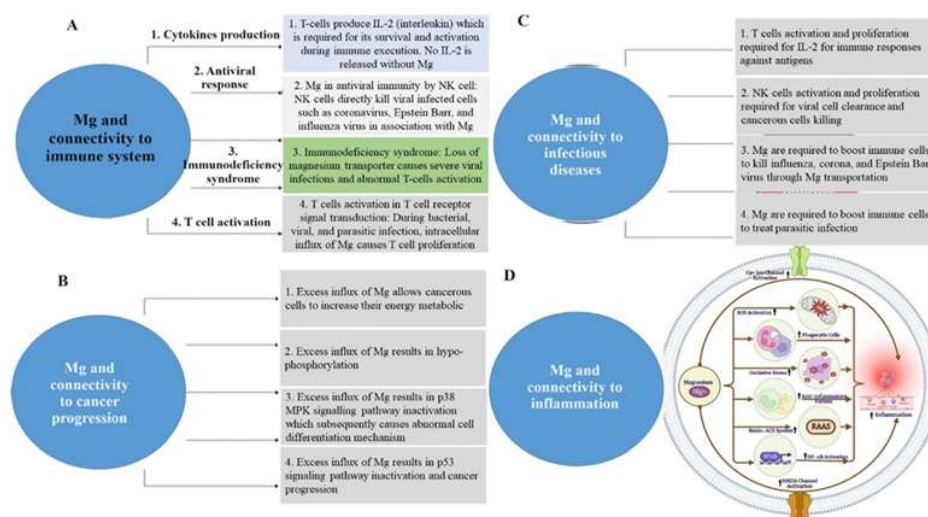 A
1. Cytokines production
2. Antiviral
response
3.
Immunodeficiency
syndrome
4. T cell activation
Mg and
connectivity to
immune system
1. T-cells produce IL-2 (interleukin) which
is required for its survival and activation
during immune execution. No IL-2 is
released without Mg
2. Mg in antiviral immunity by NK cell:
NK cells directly kill viral infected cells
such as coronavirus, Epstein Barr, and
influenza virus in association with Mg
3. Immunodeficiency syndrome: Loss of
magnesium transporter causes severe viral
infections and abnormal T-cells activation
4. T cells activation in T cell receptor
signal transduction: During bacterial,
viral, and parasitic infection, intracellular
influx of Mg causes T cell proliferation
B
Mg and
connectivity
to cancer
progression
1. Excess influx of Mg allows cancerous
cells to increase their energy metabolic
2. Excess influx of Mg results in hypo-
phosphorylation
3. Excess influx of Mg results in p38
MPK signalling pathway inactivation
which subsequently causes abnormal cell
differentiation mechanism
4. Excess influx of Mg results in p53
signaling pathway inactivation and cancer
progression
C
Mg and
connectivity to
infectious
diseases
1. T cells activation and proliferation
required for IL-2 for immune responses
against antigens
2. NK cells activation and proliferation
required for viral cell clearance and
cancerous cells killing
3. Mg are required to boost immune cells
to kill influenza, corona, and Epstein Bar
virus through Mg transportation
4. Mg are required to boost immune cells
to treat parasitic infection
D
Mg and
connectivity to
inflammation
Channel
Activation
SOS Activation
Phagocytic Cells
Oxidative Stress
Magnesium
Renin-
System
RAAS
Activation
Inflammation
NMDA Channel
Activation